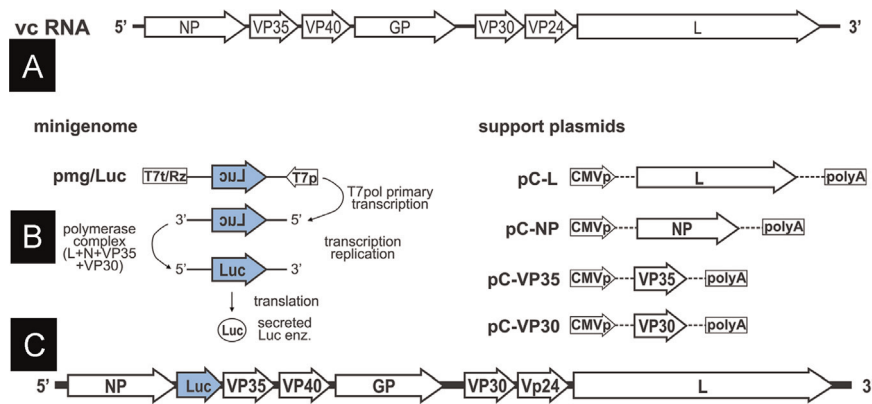 vc RNA 5' NP VP35 VP40 GP VP30 VP24 L 3'
A
minigenome
pmg/Luc T7t/Rz Luc T7p
T7pol primary
transcription
3' Luc 5'
B
polymerase
complex
(L+N+VP35
+VP30)
transcription
replication
5' Luc 3'
translation
Luc
secreted
Luc enz.
support plasmids
pC-L CMVp L polyA
pC-NP CMVp NP polyA
pC-VP35 CMVp VP35 polyA
pC-VP30 CMVp VP30 polyA
C
5' NP Luc VP35 VP40 GP VP30 Vp24 L 3